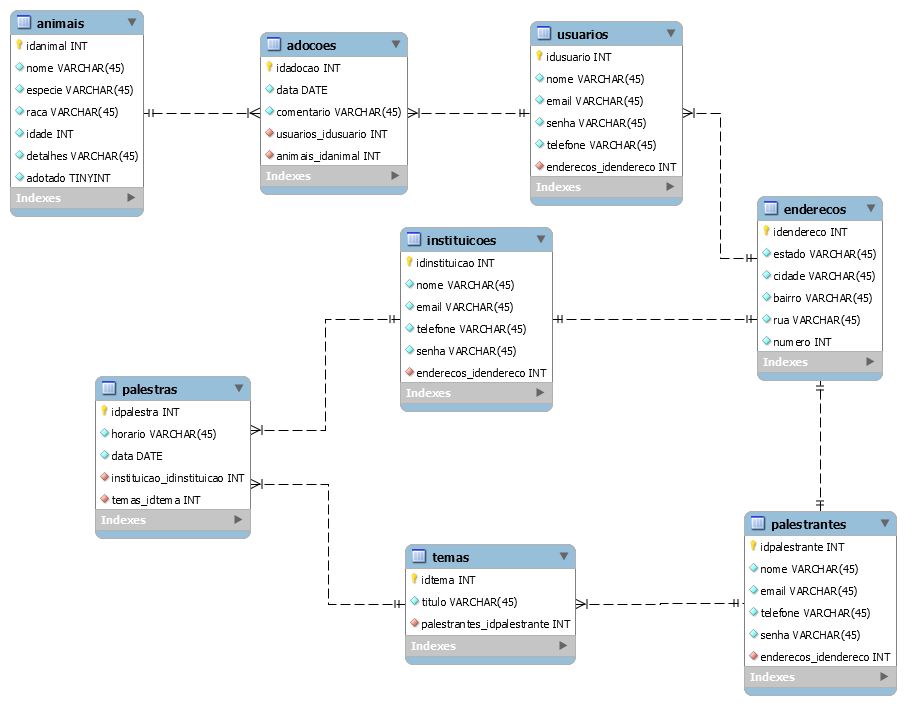 animais
idanimal INT
nome VARCHAR(45)
especie VARCHAR(45)
raca VARCHAR(45)
idade INT
detalhes VARCHAR(45)
adotado TINYINT
Indexes
adocoes
idadocao INT
data DATE
comentario VARCHAR(45)
usuarios_idusuario INT
animais_idanimal INT
Indexes
usuarios
idusuario INT
nome VARCHAR(45)
email VARCHAR(45)
senha VARCHAR(45)
telefone VARCHAR(45)
enderecos_idendereco INT
Indexes
enderecos
idendereco INT
estado VARCHAR(45)
cidade VARCHAR(45)
bairro VARCHAR(45)
rua VARCHAR(45)
numero INT
Indexes
instituicoes
idinstituicao INT
nome VARCHAR(45)
email VARCHAR(45)
telefone VARCHAR(45)
senha VARCHAR(45)
enderecos_idendereco INT
Indexes
palestras
idpalestra INT
horario VARCHAR(45)
data DATE
instituicao_idinstituicao INT
temas_idtema INT
Indexes
temas
idtema INT
titulo VARCHAR(45)
palestrantes_idpalestrante INT
Indexes
palestrantes
idpalestrante INT
nome VARCHAR(45)
email VARCHAR(45)
telefone VARCHAR(45)
senha VARCHAR(45)
enderecos_idendereco INT
Indexes